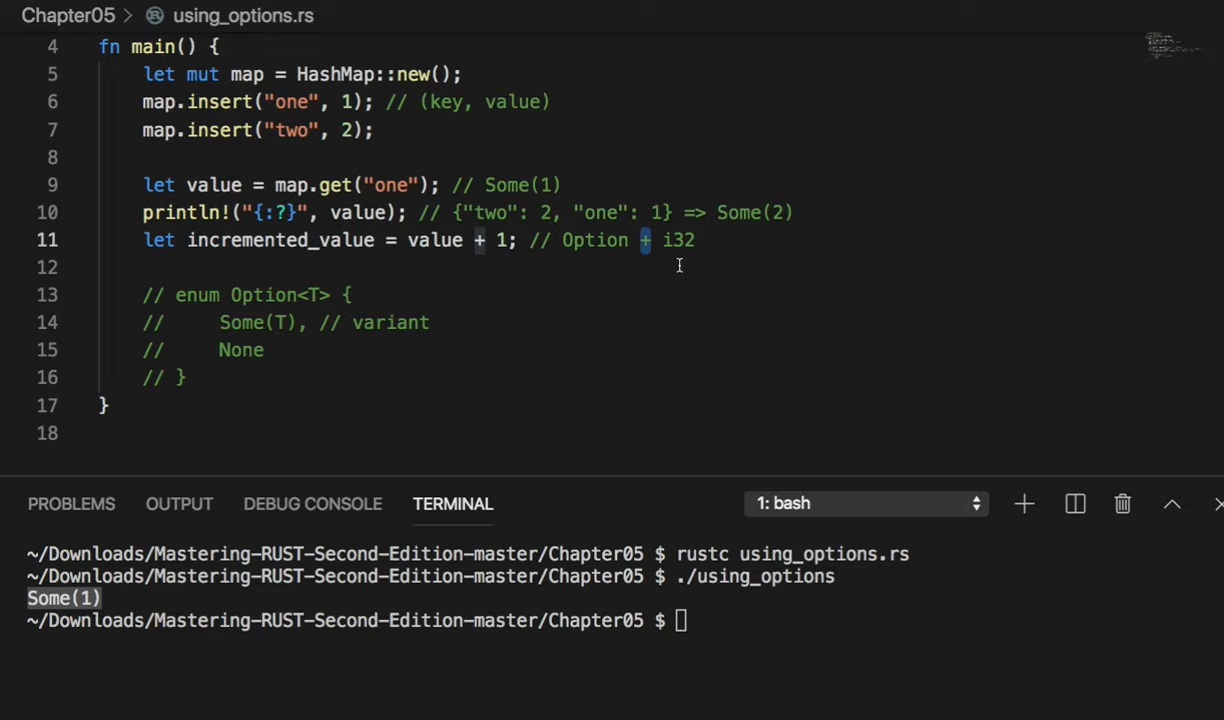 Chapter05 > using_options.rs
4 fn main() {
5 let mut map = HashMap::new();
6 map.insert("one", 1); // (key, value)
7 map.insert("two", 2);
8
9 let value = map.get("one"); // Some(1)
10 println!("{:?}", value); // {"two": 2, "one": 1} => Some(2)
11 let incremented_value = value + 1; // Option + i32
12
13 // enum Option<T> {
14 // Some(T), // variant
15 // None
16 // }
17 }
18
PROBLEMS OUTPUT DEBUG CONSOLE TERMINAL 1: bash
~/Downloads/Mastering-RUST-Second-Edition-master/Chapter05 $ rustc using_options.rs
~/Downloads/Mastering-RUST-Second-Edition-master/Chapter05 $ ./using_options
Some(1)
~/Downloads/Mastering-RUST-Second-Edition-master/Chapter05 $